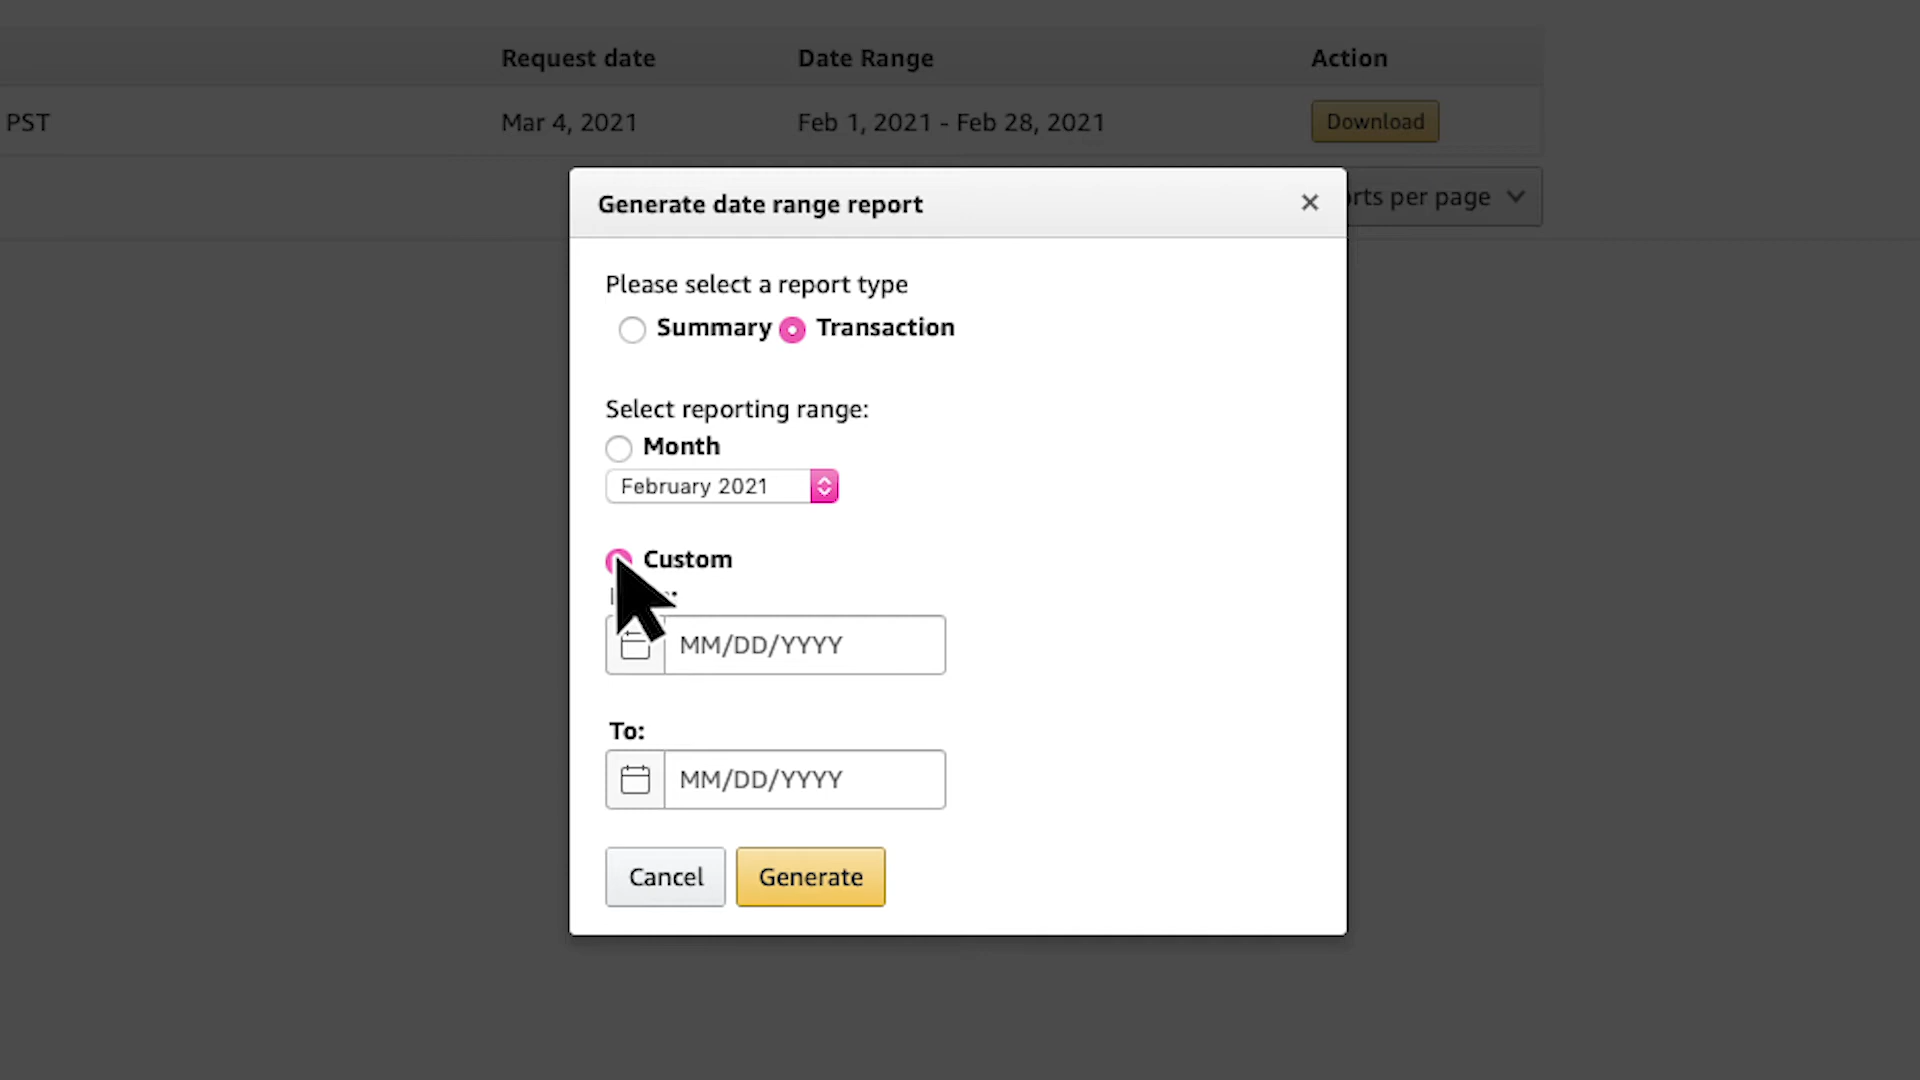 Request date Date Range Action
PST Mar 4, 2021 Feb 1, 2021 - Feb 28, 2021 Download
per page
Generate date range report
Please select a report type
Summary Transaction
Select reporting range:
Month
February 2021
Custom
MM/DD/YYYY
To:
MM/DD/YYYY
Cancel Generate